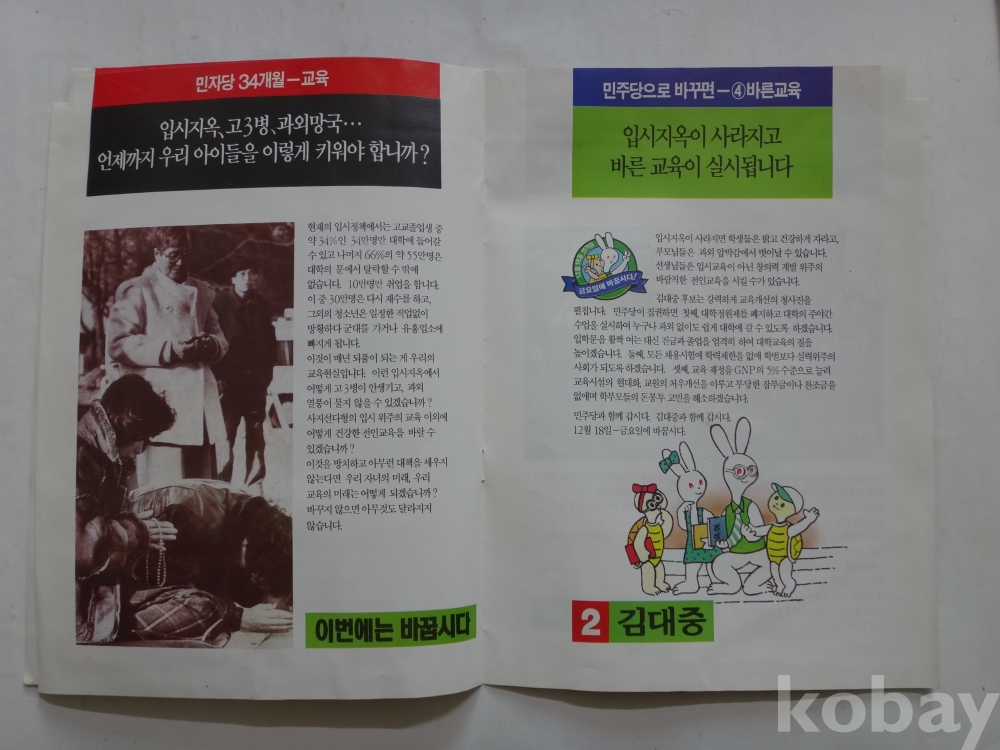 민자당 34개월-교육
입시지옥, 고3병, 과외망국…
언제까지 우리 아이들을 이렇게 키워야 합니까?
현재의 입시정책에서는 고교졸업생 중
약 34%인 34만명만 대학에 들어갈
수 있고 나머지 66%의 약 55만명은
대학의 문에서 탈락할 수 밖에
없습니다. 10만명만 취업을 합니다.
이 중 30만명은 다시 재수를 하고,
그외의 청소년은 일정한 직업없이
방황하다 군대를 가거나 유흥업소에
빠지게 됩니다.
이것이 매년 되풀이 되는 게 우리의
교육현실입니다. 이런 입시지옥에서
어떻게 고3병이 안생기고, 과외
열풍이 불지 않을 수 있겠습니까?
사지선다형의 입시 위주의 교육 이외에
어떻게 건강한 전인교육을 바랄 수
있겠습니까?
이것을 방치하고 아무런 대책을 세우지
않는다면 우리 자녀의 미래, 우리
교육의 미래는 어떻게 되겠습니까?
바꾸지 않으면 아무것도 달라지지
않습니다.
이번에는 바꿉시다
민주당으로 바꾸면-④바른교육
입시지옥이 사라지고
바른 교육이 실시됩니다
금요일에 바꿉시다!
입시지옥이 사라지면 학생들은 밝고 건강하게 자라고,
부모님들은 과외 압박감에서 벗어날 수 있습니다.
선생님들은 입시교육이 아닌 창의력 계발 위주의
바람직한 전인교육을 시킬 수가 있습니다.
김대중 후보는 강력하게 교육개선의 청사진을
펼칩니다. 민주당이 집권하면 첫째, 대학정원제를 폐지하고 대학의 주야간
수업을 실시하여 누구나 과외 없이도 쉽게 대학에 갈 수 있도록 하겠습니다.
입학문을 활짝 여는 대신 진급과 졸업을 엄격히 하여 대학교육의 질을
높이겠습니다. 둘째, 모든 채용시험에 학력제한을 없애 학벌보다 실력위주의
사회가 되도록 하겠습니다. 셋째, 교육 재정을 GNP의 5% 수준으로 늘려
교육시설의 현대화, 교원의 처우개선을 이루고 부당한 잡부금이나 찬조금을
없애며 학부모들의 돈봉투 고민을 해소하겠습니다.
민주당과 함께 갑시다. 김대중과 함께 갑시다.
12월 18일-금요일에 바꿉시다.
2 김대중
kobay